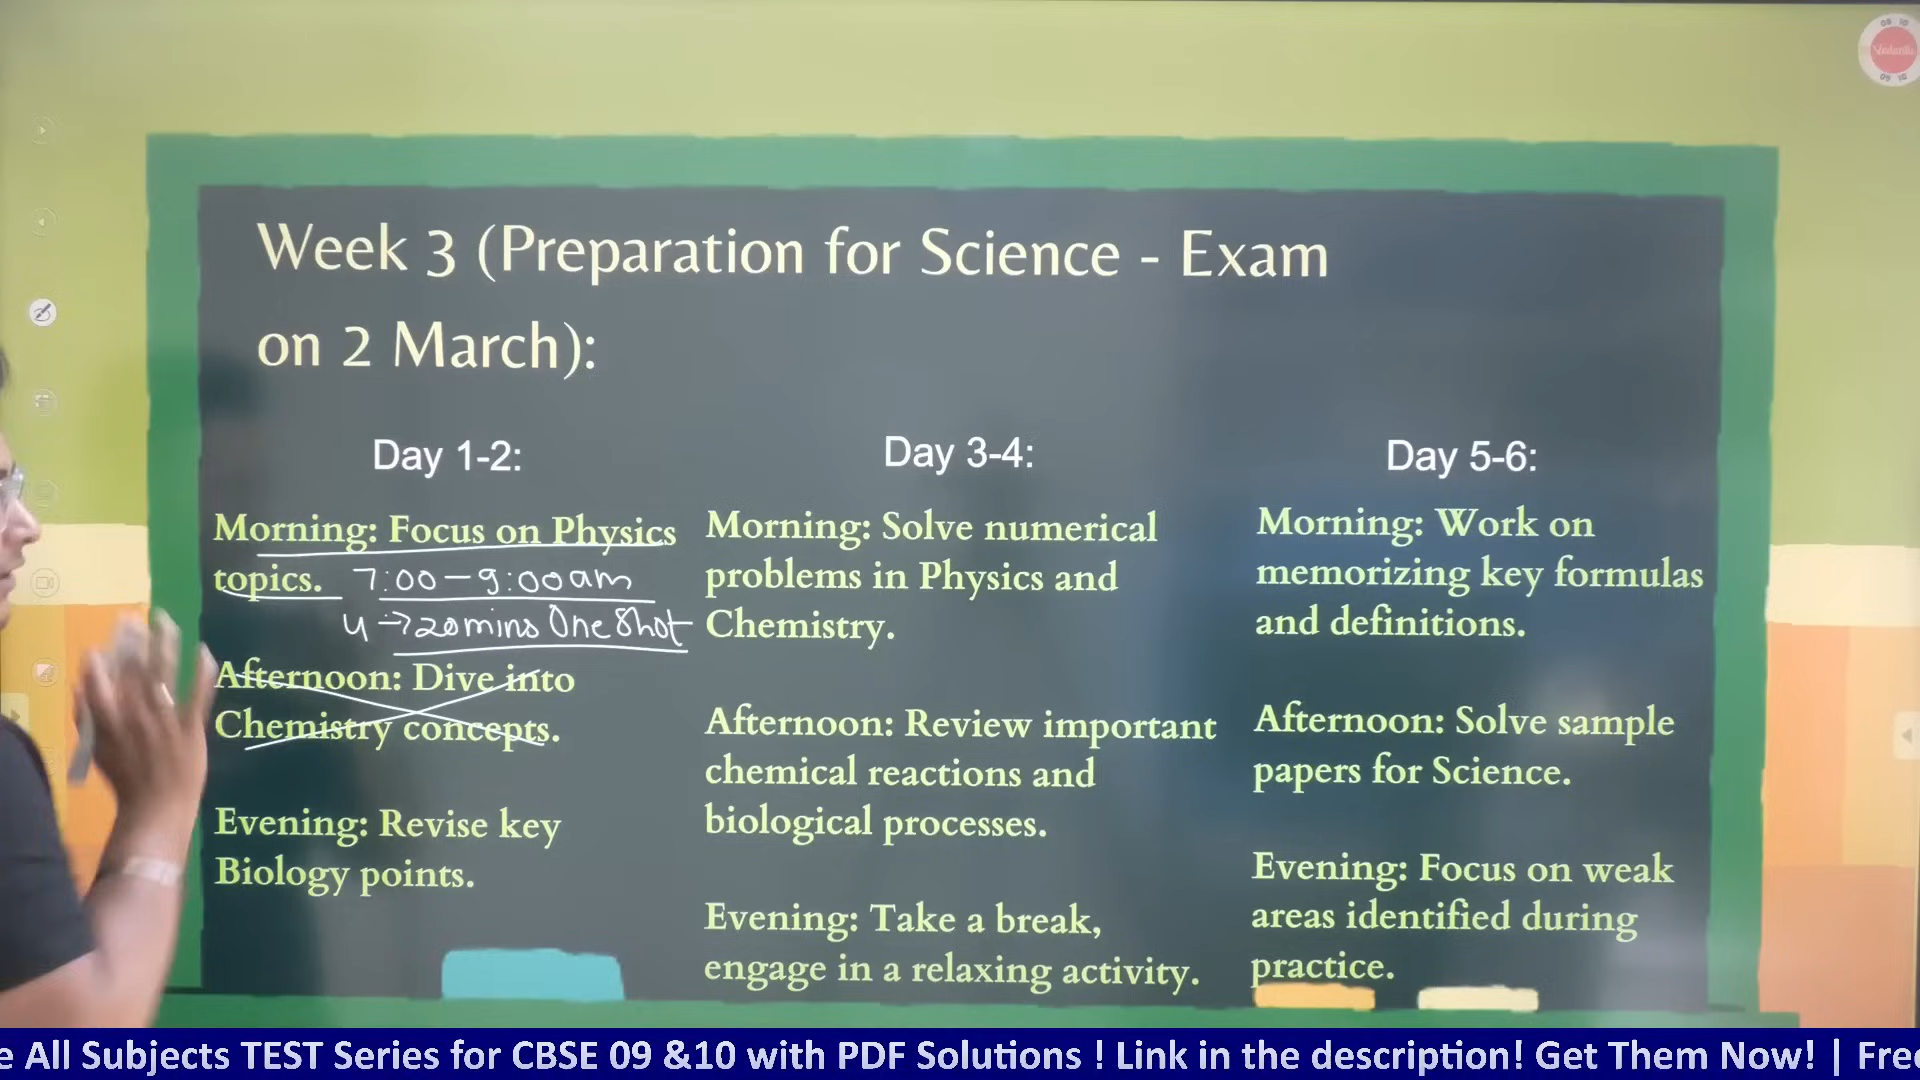 Vedantu
Week 3 (Preparation for Science - Exam
on 2 March):
Day 1-2:
Morning: Focus on Physics
topics. 7:00 - 9:00am
4 → 20 mins One Shot
Afternoon: Dive into
Chemistry concepts.
Evening: Revise key
Biology points.
Day 3-4:
Morning: Solve numerical
problems in Physics and
Chemistry.
Afternoon: Review important
chemical reactions and
biological processes.
Evening: Take a break,
engage in a relaxing activity.
Day 5-6:
Morning: Work on
memorizing key formulas
and definitions.
Afternoon: Solve sample
papers for Science.
Evening: Focus on weak
areas identified during
practice.
e All Subjects TEST Series for CBSE 09 &10 with PDF Solutions ! Link in the description! Get Them Now! | Free